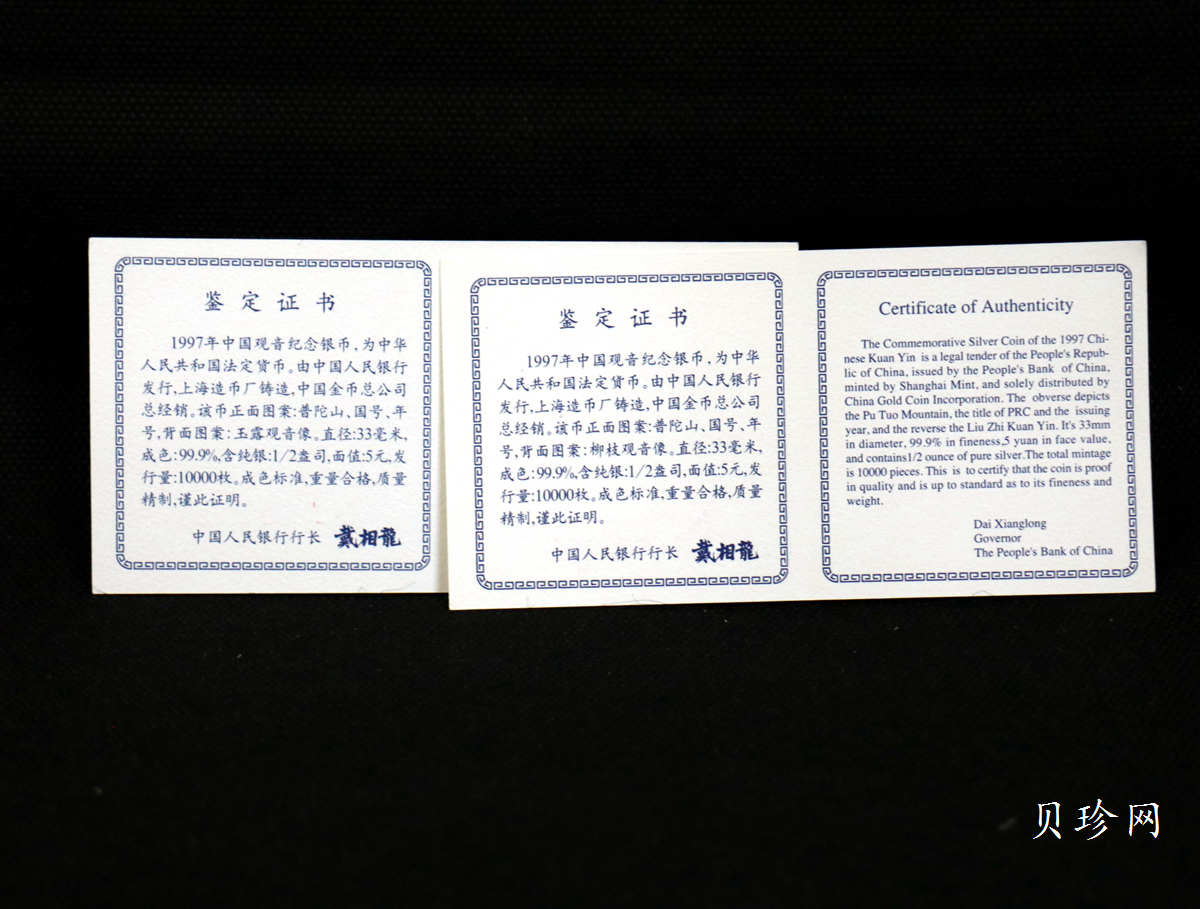 鉴定证书
1997年中国观音纪念银币,为中华
人民共和国法定货币。由中国人民银行
发行,上海造币厂铸造,中国金币总公司
总经销。该币正面图案:普陀山、国号、年
号,背面图案:玉露观音像。直径:33毫米,
成色:99.9%,含纯银:1/2盎司,面值:5元,发
行量:10000枚。成色标准,重量合格,质量
精制,谨此证明。
中国人民银行行长 戴相龍
鉴定证书
1997年中国观音纪念银币,为中华
人民共和国法定货币。由中国人民银行
发行,上海造币厂铸造,中国金币总公司
总经销。该币正面图案:普陀山、国号、年
号,背面图案:柳枝观音像。直径:33毫米,
成色:99.9%,含纯银:1/2盎司,面值:5元,发
行量:10000枚。成色标准,重量合格,质量
精制,谨此证明。
中国人民银行行长 戴相龍
Certificate of Authenticity
The Commemorative Silver Coin of the 1997 Chi-
nese Kuan Yin is a legal tender of the People's Repub-
lic of China, issued by the People's Bank of China,
minted by Shanghai Mint, and solely distributed by
China Gold Coin Incorporation. The obverse depicts
the Pu Tuo Mountain, the title of PRC and the issuing
year, and the reverse the Liu Zhi Kuan Yin. It's 33mm
in diameter, 99.9% in fineness,5 yuan in face value,
and contains1/2 ounce of pure silver.The total mintage
is 10000 pieces. This is to certify that the coin is proof
in quality and is up to standard as to its fineness and
weight.
Dai Xianglong
Governor
The People's Bank of China
贝珍网